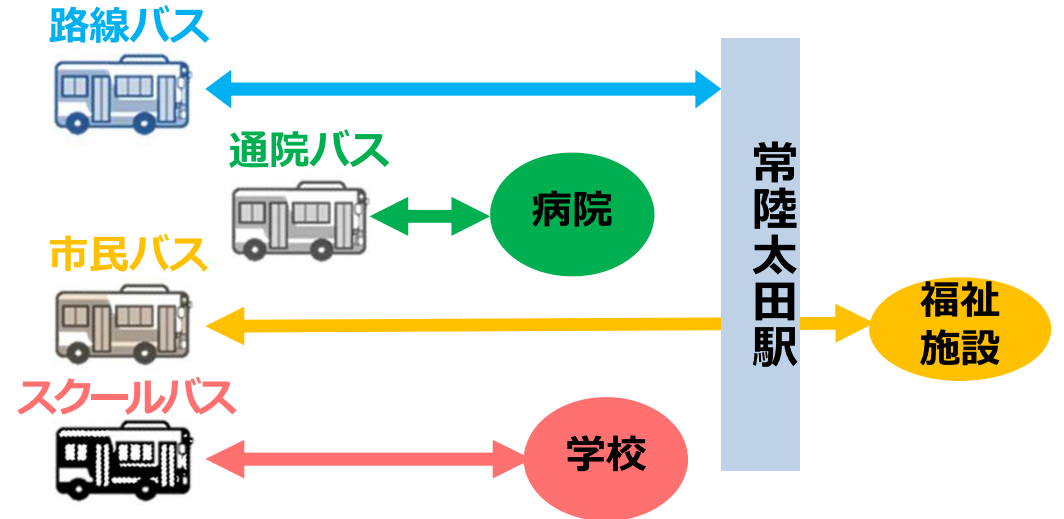 路線バス
通院バス
病院
常陸太田駅
市民バス
福祉
施設
スクールバス
学校